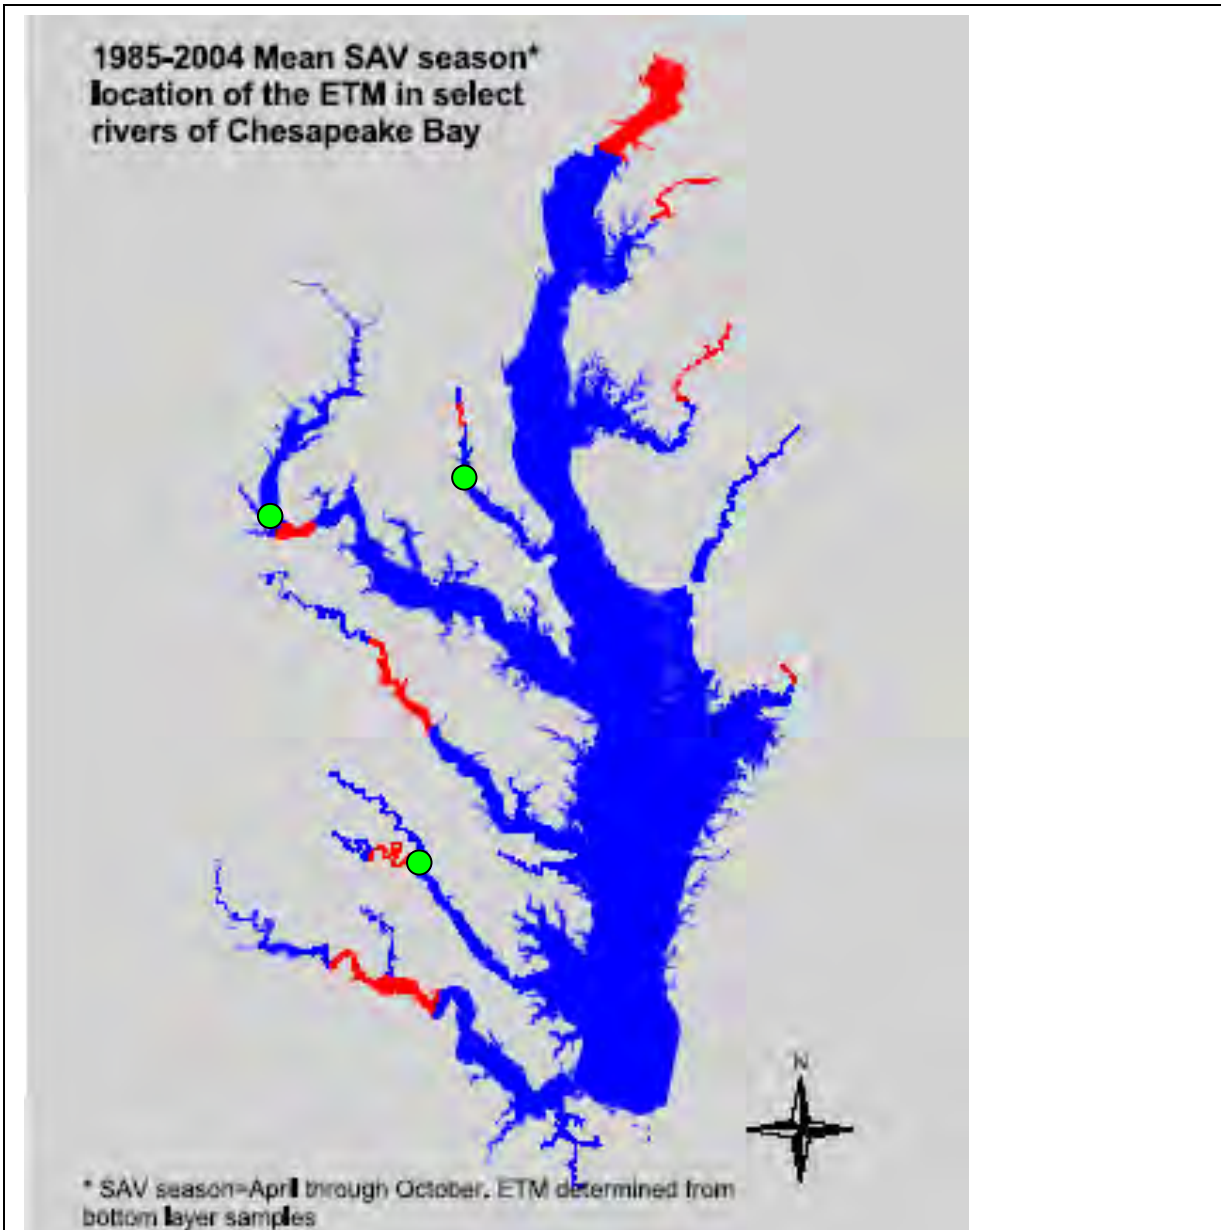 1985-2004 Mean SAV season*
location of the ETM in select
rivers of Chesapeake Bay
N
* SAV season=April through October. ETM determined from
bottom layer samples